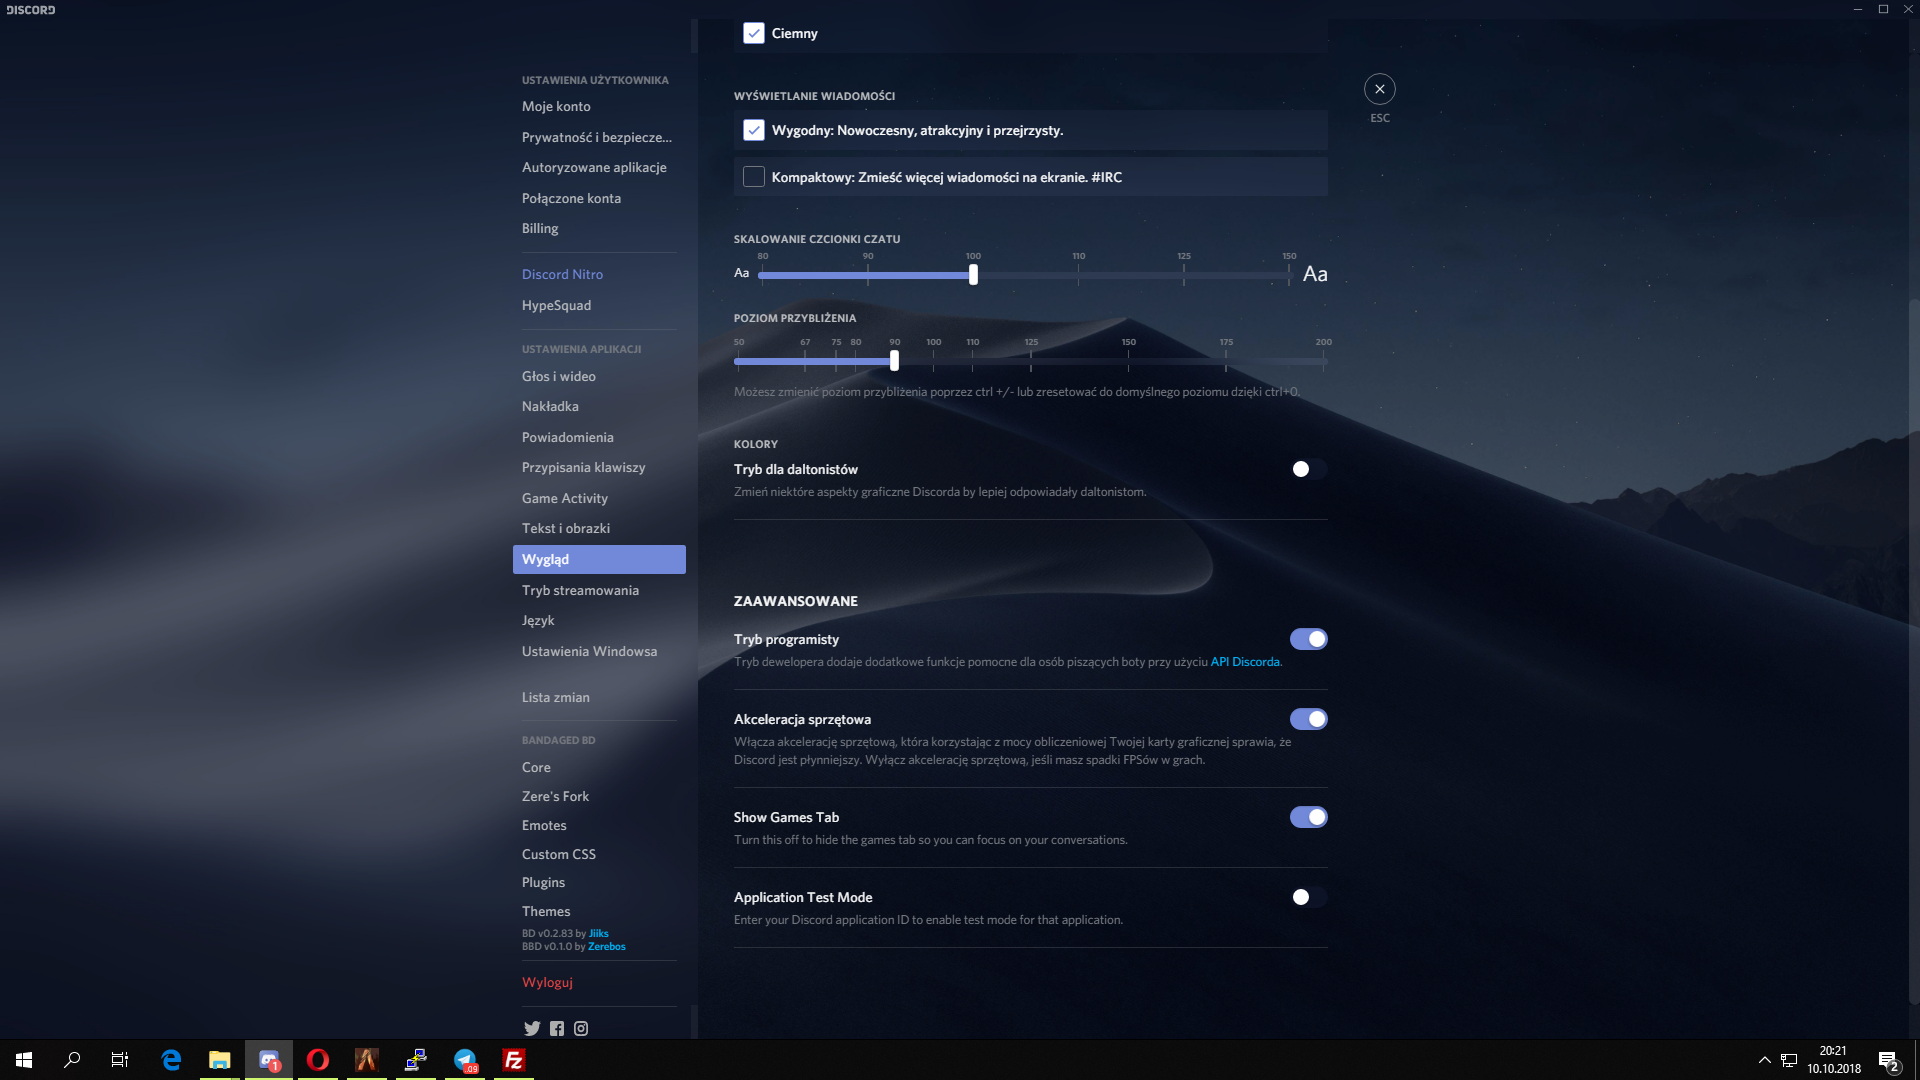 DISCORD
USTAWIENIA UŻYTKOWNIKA
Moje konto
Prywatność i bezpiecze...
Autoryzowane aplikacje
Połączone konta
Billing
Discord Nitro
HypeSquad
USTAWIENIA APLIKACJI
Głos i wideo
Nakładka
Powiadomienia
Przypisania klawiszy
Game Activity
Tekst i obrazki
Wygląd
Tryb streamowania
Język
Ustawienia Windowsa
Lista zmian
BANDAGED BD
Core
Zere's Fork
Emotes
Custom CSS
Plugins
Themes
BD v0.2.83 by Jiiks
BBD v0.1.0 by Zerebos
Wyloguj
Ciemny
WYŚWIETLANIE WIADOMOŚCI
Wygodny: Nowoczesny, atrakcyjny i przejrzysty.
Kompaktowy: Zmieść więcej wiadomości na ekranie. #IRC
SKALOWANIE CZCIONKI CZATU
80 90 100 110 125 150
Aa Aa
POZIOM PRZYBLIŻENIA
50 67 75 80 90 100 110 125 150 175 200
Możesz zmienić poziom przybliżenia poprzez ctrl +/- lub zresetować do domyślnego poziomu dzięki ctrl+0.
KOLORY
Tryb dla daltonistów
Zmień niektóre aspekty graficzne Discorda by lepiej odpowiadały daltonistom.
ZAAWANSOWANE
Tryb programisty
Tryb dewelopera dodaje dodatkowe funkcje pomocne dla osób piszących boty przy użyciu API Discorda.
Akceleracja sprzętowa
Włącza akcelerację sprzętową, która korzystając z mocy obliczeniowej Twojej karty graficznej sprawia, że
Discord jest płynniejszy. Wyłącz akcelerację sprzętową, jeśli masz spadki FPSów w grach.
Show Games Tab
Turn this off to hide the games tab so you can focus on your conversations.
Application Test Mode
Enter your Discord application ID to enable test mode for that application.
ESC
1
.09
Fz
20:21
10.10.2018
2